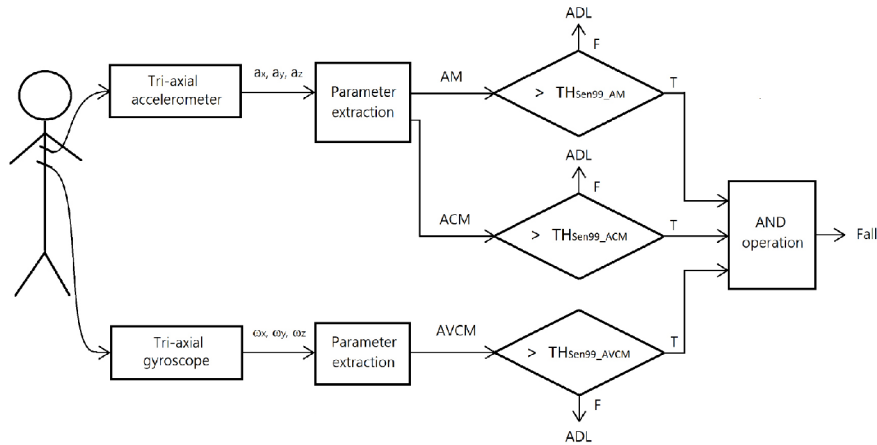 ADL
F
Tri-axial
accelerometer
ax, ay, az
Parameter
extraction
AM
> THSen99_AM
T
ADL
F
ACM
> THSen99_ACM
T
AND
operation
Fall
Tri-axial
gyroscope
ωx, ωy, ωz
Parameter
extraction
AVCM
> THSen99_AVCM
T
F
ADL